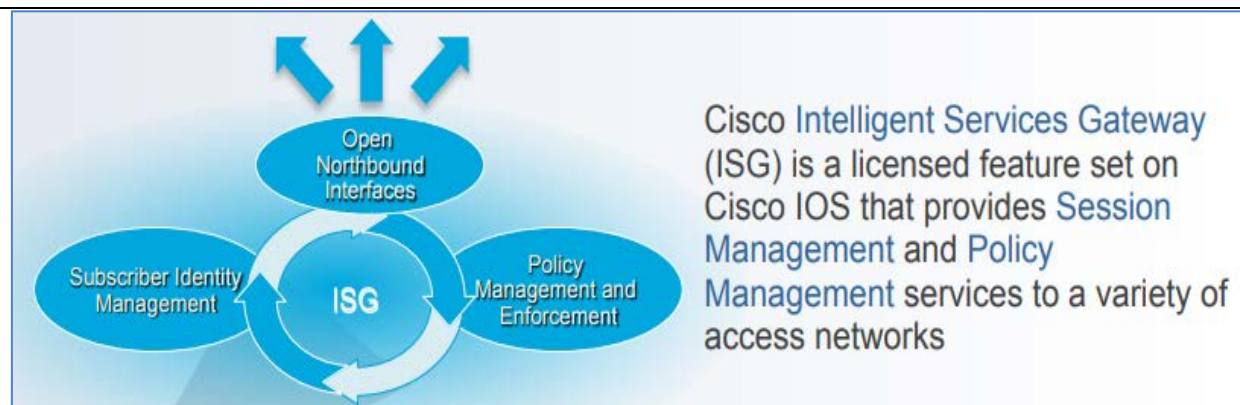 Open
Northbound
Interfaces
Subscriber Identity
Management
ISG
Policy
Management and
Enforcement
Cisco Intelligent Services Gateway
(ISG) is a licensed feature set on
Cisco IOS that provides Session
Management and Policy
Management services to a variety of
access networks